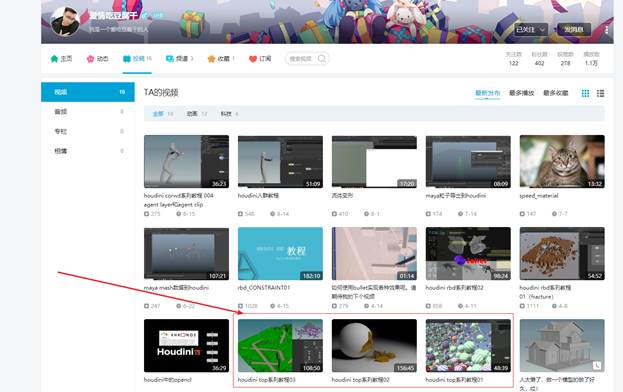 爱情吃豆腐干
我是一个爱吃豆腐干的人
已关注
发消息
主页
动态
投稿 16
频道 3
收藏 1
订阅
搜索视频
关注数
粉丝数
获赞数
播放数
122
402
278
1.1万
视频 16
音频 0
专栏 0
相簿 0
TA的视频
最新发布
最多播放
最多收藏
全部 16
动画 12
科技 4
36:23
51:09
17:20
08:09
13:32
houdini corwd系列教程 004
agent layer和agent clip
houdini人群教程
流体变形
maya粒子导出到houdini
speed_material
275 8-15
546 8-14
410 8-1
174 7-14
147 7-7
107:21
教程
182:10
01:14
98:24
54:52
maya mash数据到houdini
rbd_CONSTRAINT01
如何使用bullet实现各种效果呢。请
期待我的下个视频
houdini rbd系列教程02
houdini rbd系列教程
01（fracture）
247 6-22
1028 4-15
279 4-14
858 4-11
1111 4-8
KHRONOS
Houdini
36:29
108:50
156:45
48:39
houdini中的opencl
houdini top系列教程03
houdini top系列教程02
houdini top系列教程01
人太懒了，做一个模型的做了好
久，成）